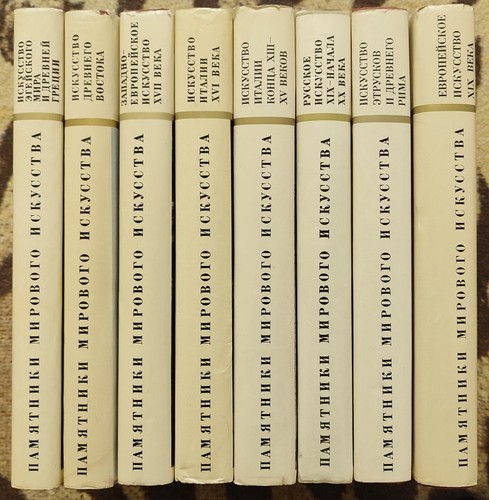 ИСКУССТВО
ЭГЕЙСКОГО
МИРА
И ДРЕВНЕЙ
ГРЕЦИИ
ПАМЯТНИКИ МИРОВОГО ИСКУССТВА
ИСКУССТВО
ДРЕВНЕГО
ВОСТОКА
ПАМЯТНИКИ МИРОВОГО ИСКУССТВА
ЗАПАДНО–
ЕВРОПЕЙСКОЕ
ИСКУССТВО
XVII ВЕКА
ПАМЯТНИКИ МИРОВОГО ИСКУССТВА
ИСКУССТВО
ИТАЛИИ
XVI ВЕКА
ПАМЯТНИКИ МИРОВОГО ИСКУССТВА
ИСКУССТВО
ИТАЛИИ
КОНЦА XIII–
XV ВЕКОВ
ПАМЯТНИКИ МИРОВОГО ИСКУССТВА
РУССКОЕ
ИСКУССТВО
XIX–НАЧАЛА
XX ВЕКА
ПАМЯТНИКИ МИРОВОГО ИСКУССТВА
ИСКУССТВО
ЭТРУСКОВ
И ДРЕВНЕГО
РИМА
ПАМЯТНИКИ МИРОВОГО ИСКУССТВА
ЕВРОПЕЙСКОЕ
ИСКУССТВО
XIX ВЕКА
ПАМЯТНИКИ МИРОВОГО ИСКУССТВА